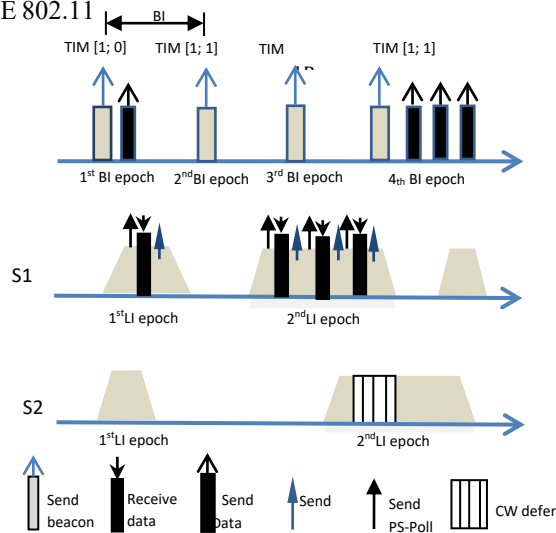 E 802.11
BI
TIM [1; 0] TIM [1; 1] TIM TIM [1; 1]
1st BI epoch 2nd BI epoch 3rd BI epoch 4th BI epoch
S1
1st LI epoch 2nd LI epoch
S2
1st LI epoch 2nd LI epoch
Send beacon
Receive data
Send Data
Send
Send PS-Poll
CW defer